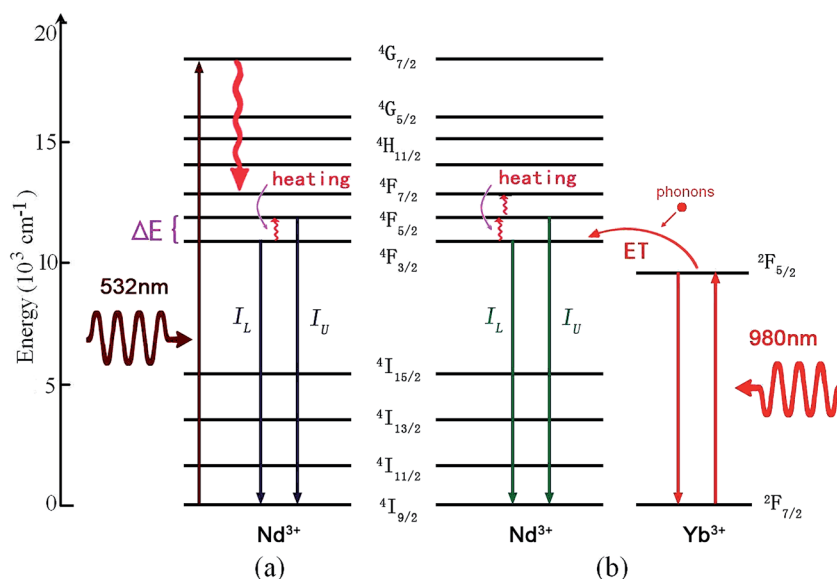 20
15
10
5
0
Energy (10³ cm⁻¹)
532nm
ΔE {
heating
I_L
I_U
Nd³⁺
(a)
⁴G₇/₂
⁴G₅/₂
⁴H₁₁/₂
⁴F₇/₂
⁴F₅/₂
⁴F₃/₂
⁴I₁₅/₂
⁴I₁₃/₂
⁴I₁₁/₂
⁴I₉/₂
heating
I_L
I_U
Nd³⁺
(b)
phonons
ET
²F₅/₂
980nm
²F₇/₂
Yb³⁺